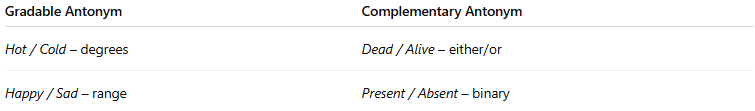 Gradable Antonym Complementary Antonym
Hot / Cold – degrees Dead / Alive – either/or
Happy / Sad – range Present / Absent – binary